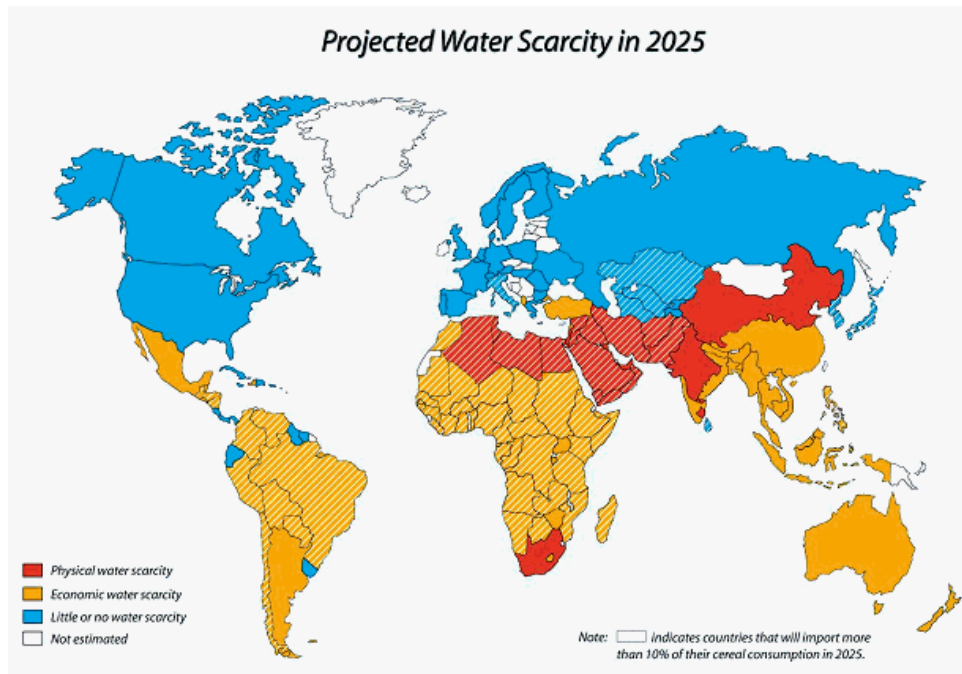 Projected Water Scarcity in 2025
Physical water scarcity
Economic water scarcity
Little or no water scarcity
Not estimated
Note: indicates countries that will import more
than 10% of their cereal consumption in 2025.